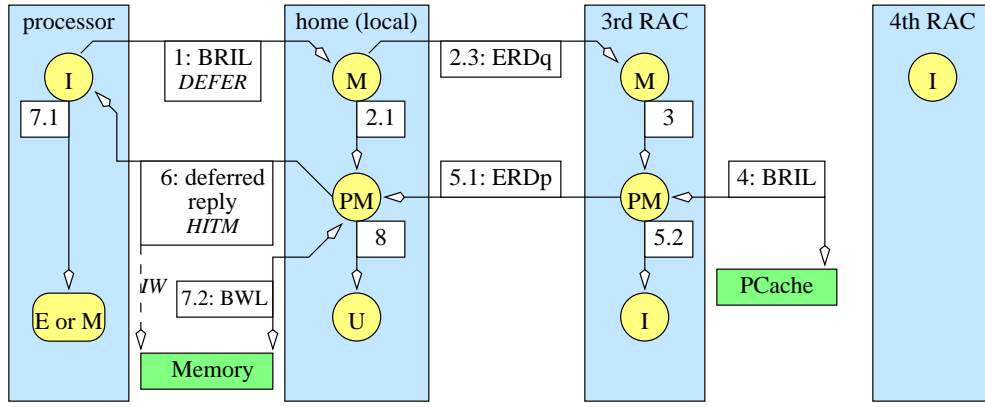 processor
home (local)
3rd RAC
4th RAC
1: BRIL
DEFER
2.3: ERDq
I
M
M
I
7.1
2.1
3
6: deferred
reply
HITM
5.1: ERDp
4: BRIL
PM
PM
8
5.2
IW
7.2: BWL
PCache
E or M
U
I
Memory